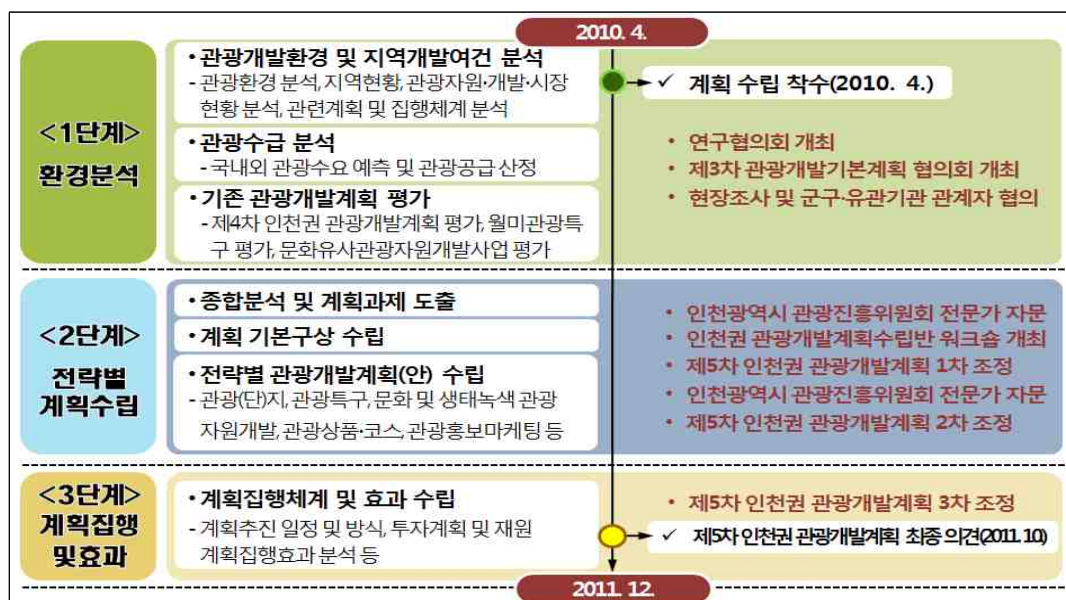 2010. 4.
<1단계>
환경분석
• 관광개발환경 및 지역개발여건 분석
- 관광환경 분석, 지역현황, 관광자원·개발·시장
현황 분석, 관련계획 및 집행체계 분석
• 관광수급 분석
- 국내외 관광수요 예측 및 관광공급 산정
• 기존 관광개발계획 평가
- 제4차 인천권 관광개발계획 평가, 월미관광특
구 평가, 문화유사관광자원개발사업 평가
✓ 계획 수립 착수(2010. 4.)
• 연구협의회 개최
• 제3차 관광개발기본계획 협의회 개최
• 현장조사 및 군구·유관기관 관계자 협의
<2단계>
전략별
계획수립
• 종합분석 및 계획과제 도출
• 계획 기본구상 수립
• 전략별 관광개발계획(안) 수립
- 관광(단)지, 관광특구, 문화 및 생태녹색 관광
자원개발, 관광상품·코스, 관광홍보마케팅 등
• 인천광역시 관광진흥위원회 전문가 자문
• 인천권 관광개발계획수립반 워크숍 개최
• 제5차 인천권 관광개발계획 1차 조정
• 인천광역시 관광진흥위원회 전문가 자문
• 제5차 인천권 관광개발계획 2차 조정
<3단계>
계획집행
및효과
• 계획집행체계 및 효과 수립
- 계획추진 일정 및 방식, 투자계획 및 재원
계획집행효과 분석 등
• 제5차 인천권 관광개발계획 3차 조정
✓ 제5차 인천권 관광개발계획 최종 의견(2011.10)
2011. 12.